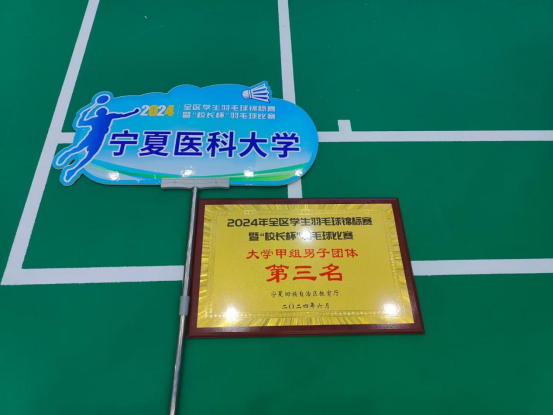 2024 全区学生羽毛球锦标赛
暨“校长杯”羽毛球比赛
宁夏医科大学
2024年全区学生羽毛球锦标赛
暨“校长杯”羽毛球比赛
大学甲组男子团体
第三名
宁夏回族自治区教育厅
二〇二四年六月